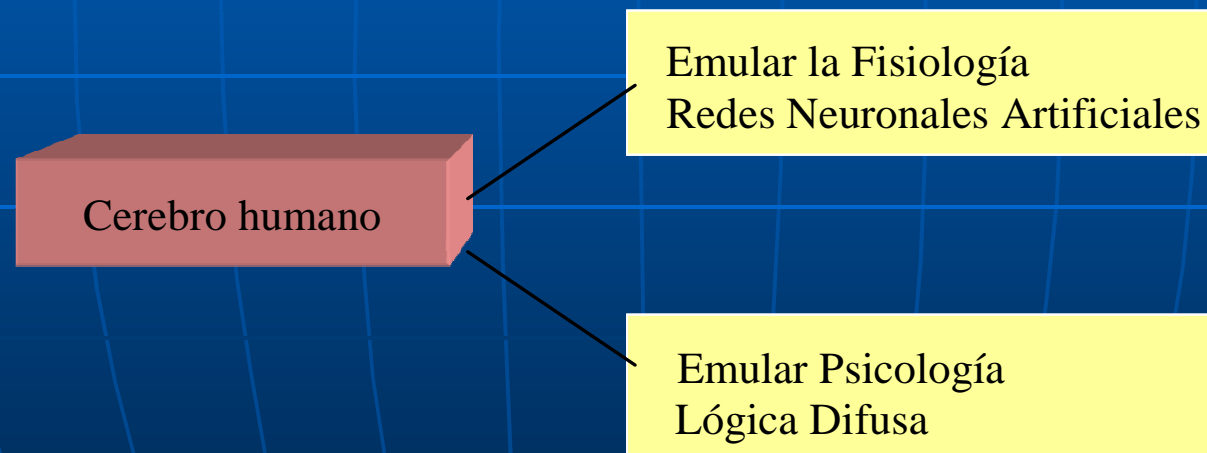 Emular la Fisiología
Redes Neuronales Artificiales
Cerebro humano
Emular Psicología
Lógica Difusa